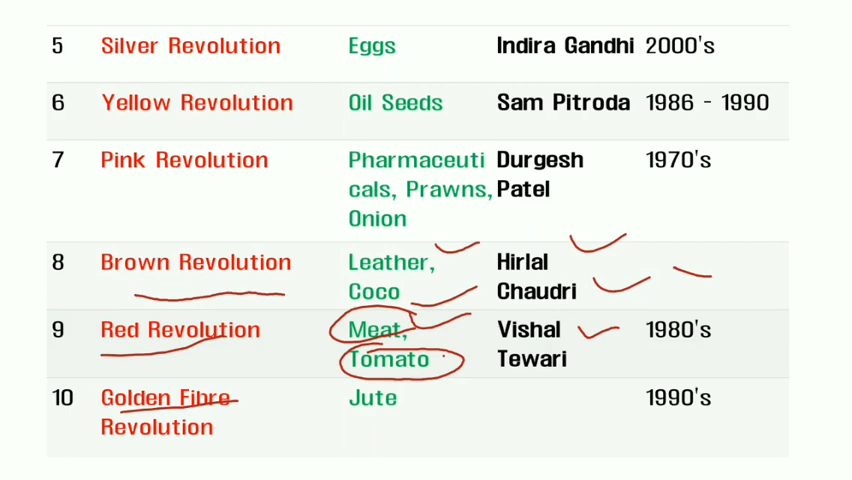 5 Silver Revolution Eggs Indira Gandhi 2000's
6 Yellow Revolution Oil Seeds Sam Pitroda 1986 - 1990
7 Pink Revolution Pharmaceuti Durgesh 1970's
cals, Prawns, Patel
Onion
8 Brown Revolution Leather, Hirlal
Coco Chaudri
9 Red Revolution Meat, Vishal 1980's
Tomato Tewari
10 Golden Fibre Jute 1990's
Revolution